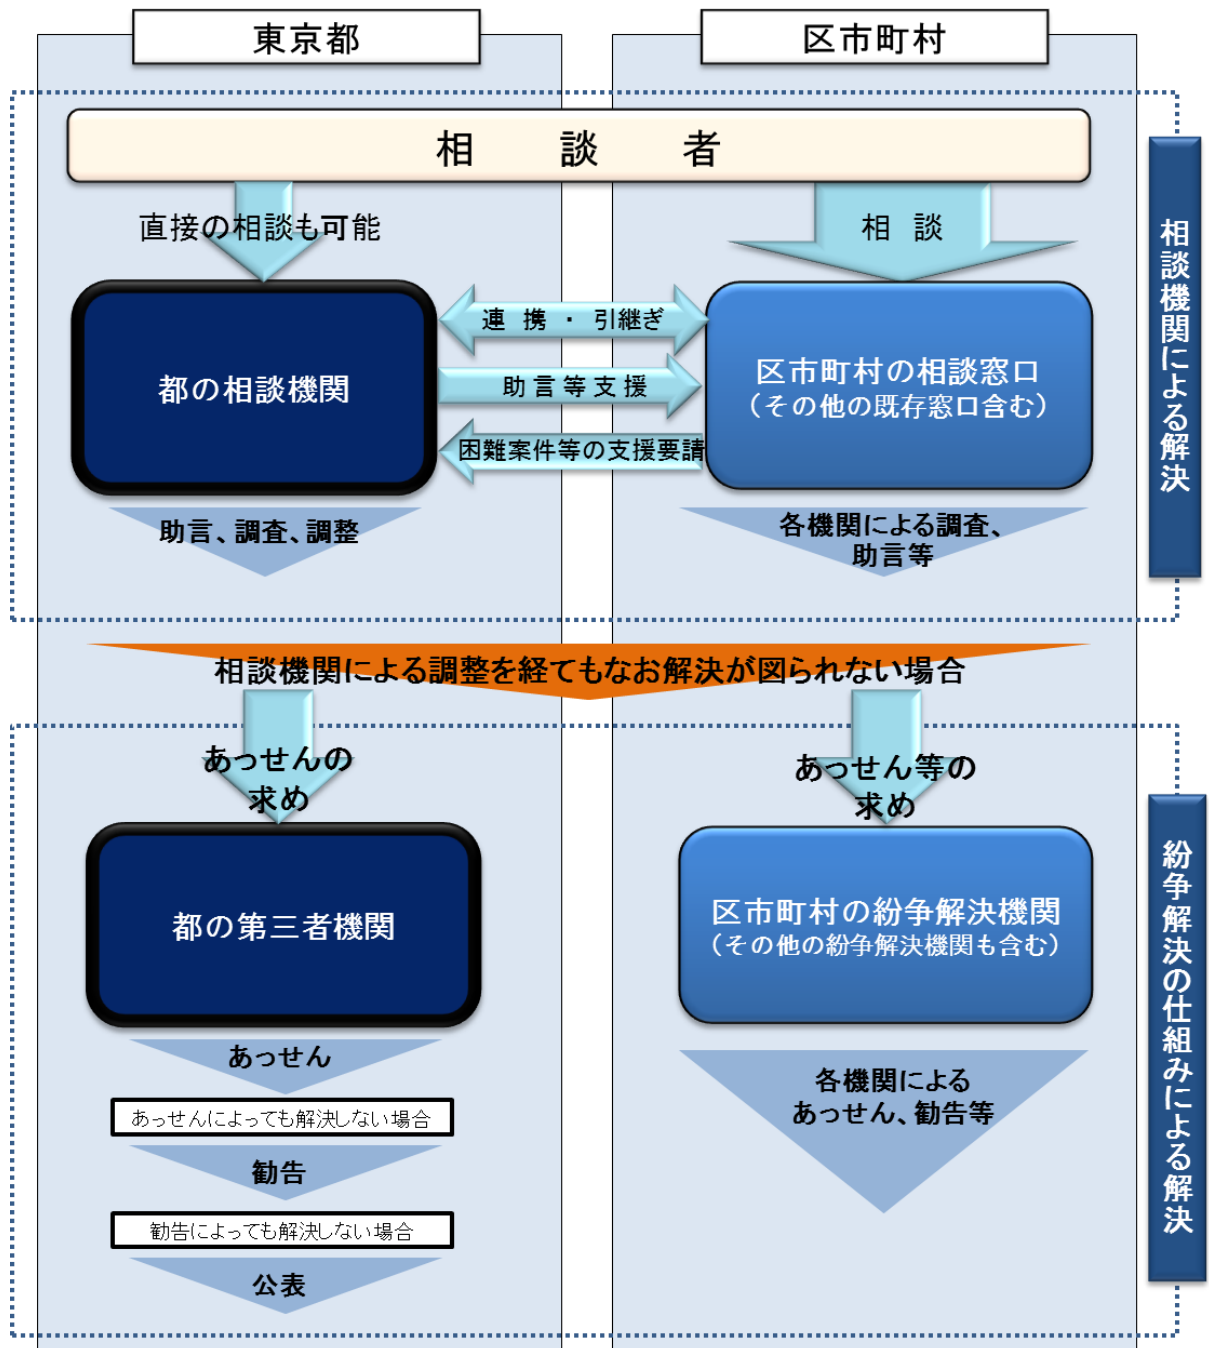 東京都
区市町村
相談者
直接の相談も可能
相談
連携・引継ぎ
都の相談機関
助言等支援
区市町村の相談窓口
（その他の既存窓口含む）
困難案件等の支援要請
助言、調査、調整
各機関による調査、
助言等
相談機関による解決
相談機関による調整を経てもなお解決が図られない場合
あっせんの
求め
あっせん等の
求め
都の第三者機関
区市町村の紛争解決機関
（その他の紛争解決機関も含む）
あっせん
あっせんによっても解決しない場合
勧告
勧告によっても解決しない場合
公表
各機関による
あっせん、勧告等
紛争解決の仕組みによる解決